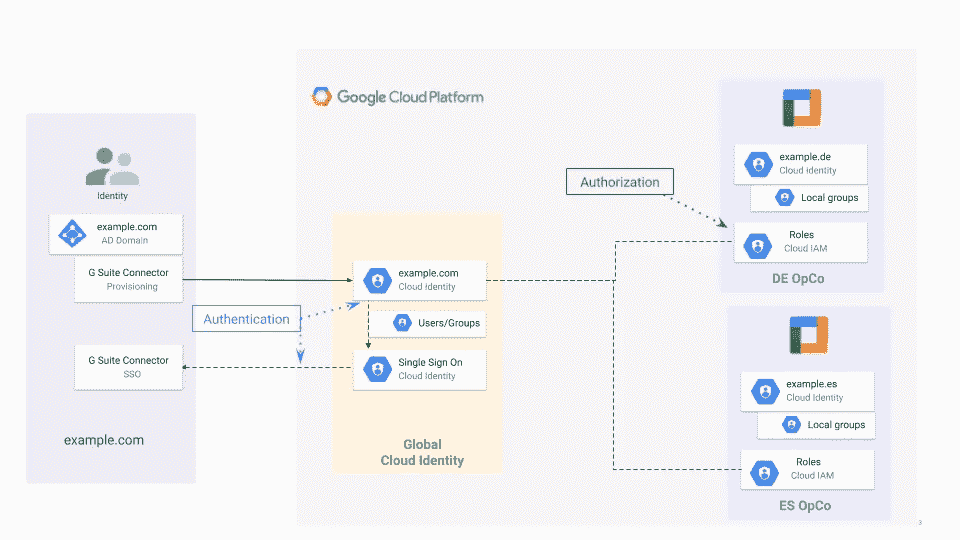 Google Cloud Platform
Identity
example.com
AD Domain
G Suite Connector
Provisioning
Authentication
G Suite Connector
SSO
example.com
example.com
Cloud Identity
Users/Groups
Single Sign On
Cloud Identity
Global
Cloud Identity
Authorization
example.de
Cloud identity
Local groups
Roles
Cloud IAM
DE OpCo
example.es
Cloud Identity
Local groups
Roles
Cloud IAM
ES OpCo
3